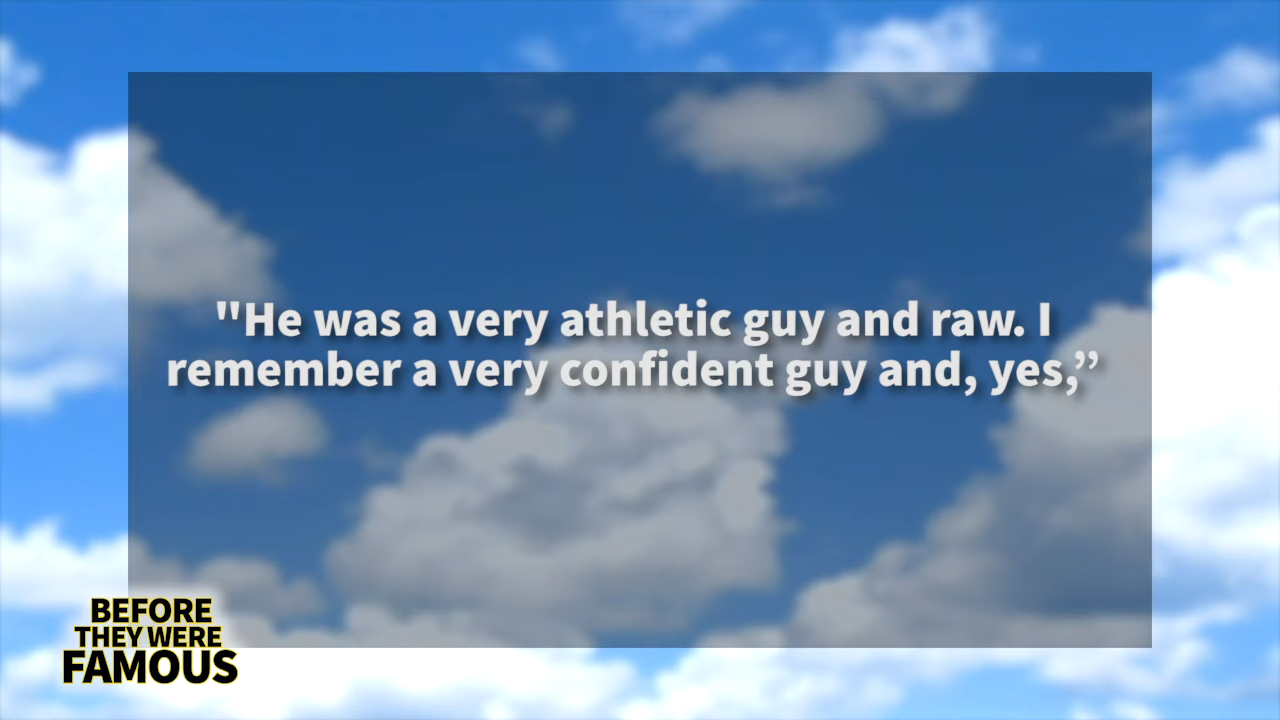 "He was a very athletic guy and raw. I
remember a very confident guy and, yes,”
BEFORE
THEY WERE
FAMOUS